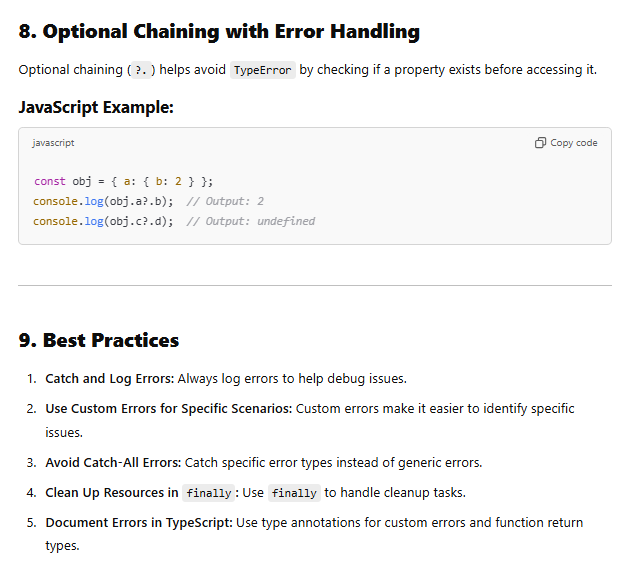 8. Optional Chaining with Error Handling
Optional chaining ( ?. ) helps avoid TypeError by checking if a property exists before accessing it.
JavaScript Example:
javascript
Copy code
const obj = { a: { b: 2 } };
console.log(obj.a?.b);  // Output: 2
console.log(obj.c?.d);  // Output: undefined
9. Best Practices
1. Catch and Log Errors: Always log errors to help debug issues.
2. Use Custom Errors for Specific Scenarios: Custom errors make it easier to identify specific
issues.
3. Avoid Catch-All Errors: Catch specific error types instead of generic errors.
4. Clean Up Resources in finally : Use finally to handle cleanup tasks.
5. Document Errors in TypeScript: Use type annotations for custom errors and function return
types.